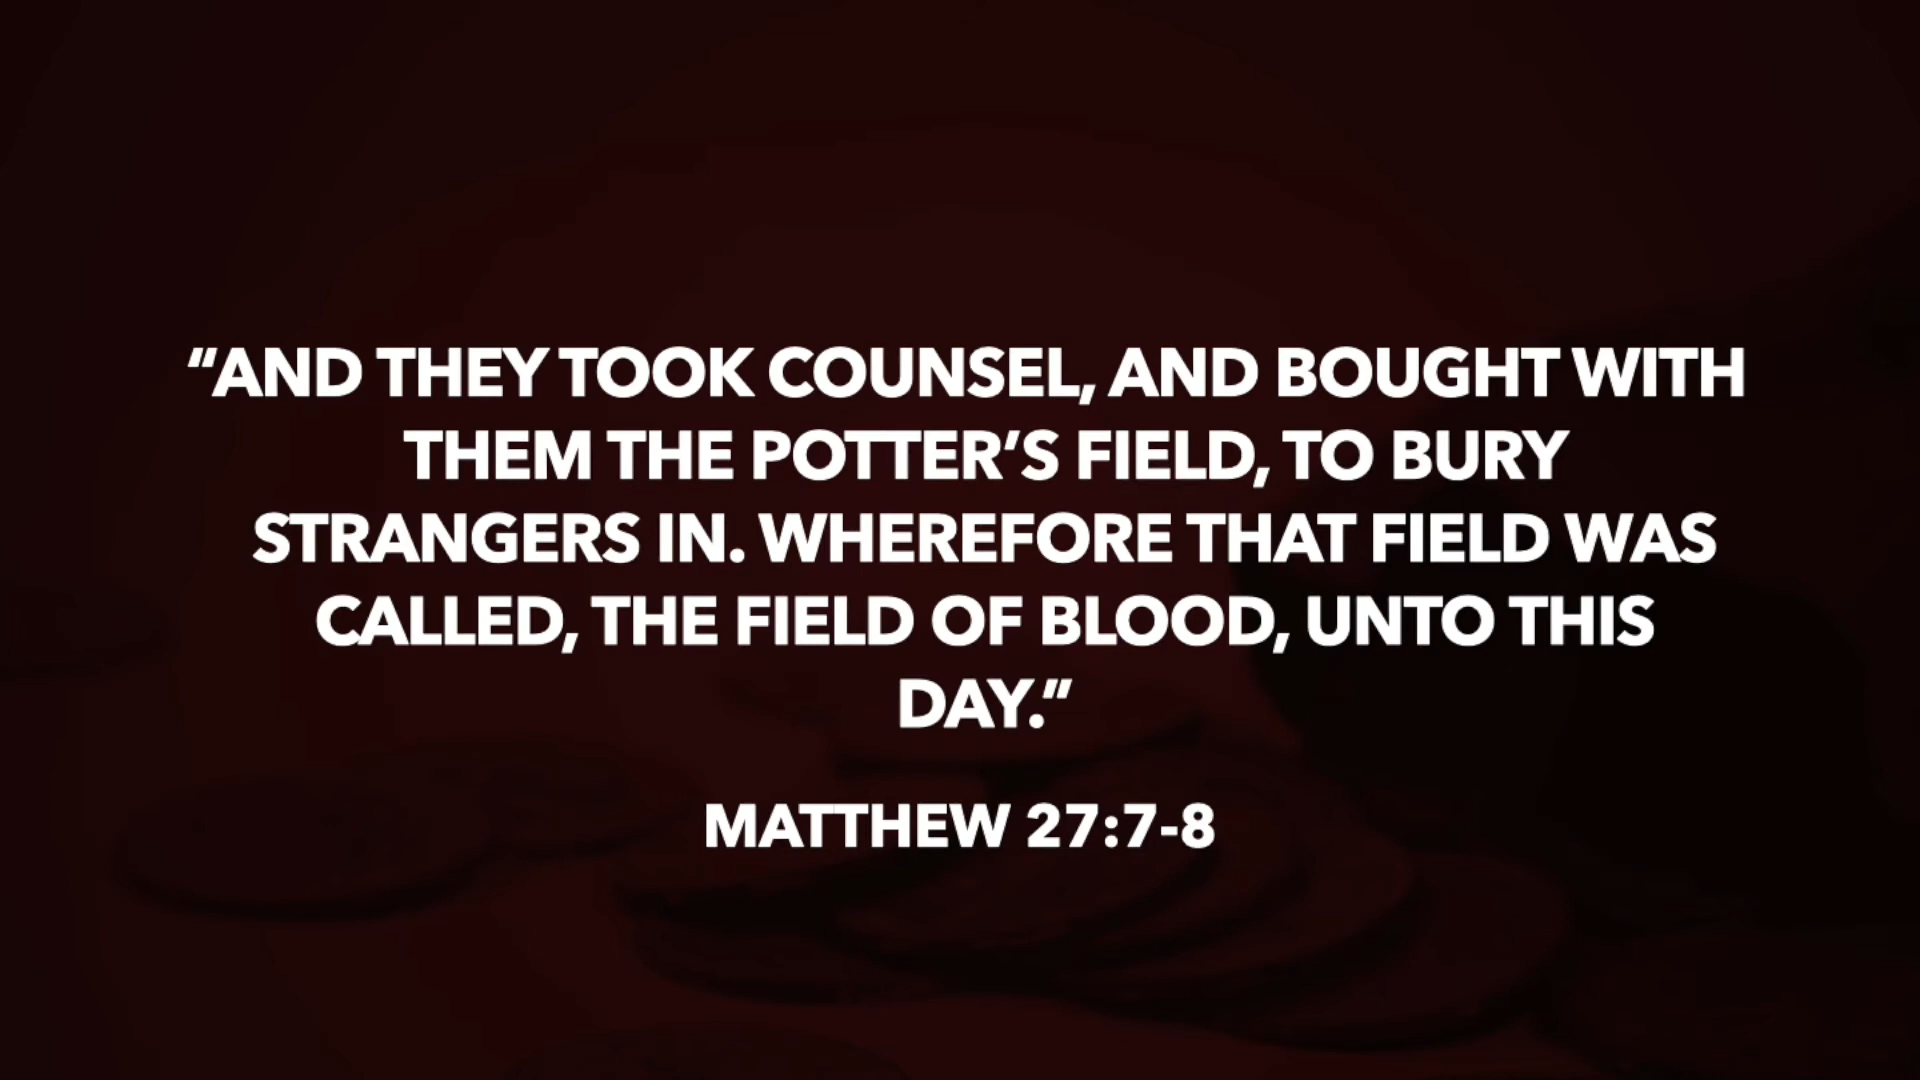 “AND THEY TOOK COUNSEL, AND BOUGHT WITH
THEM THE POTTER’S FIELD, TO BURY
STRANGERS IN. WHEREFORE THAT FIELD WAS
CALLED, THE FIELD OF BLOOD, UNTO THIS
DAY.”
MATTHEW 27:7-8